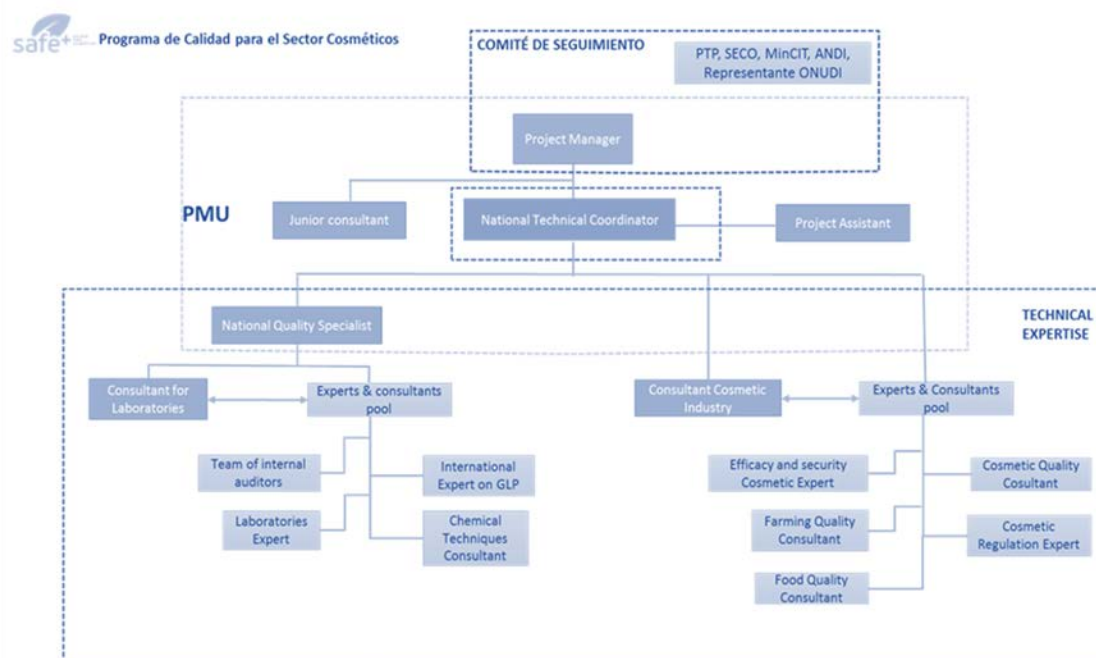 safe+
Programa de Calidad para el Sector Cosméticos
COMITÉ DE SEGUIMIENTO
PTP, SECO, MinCIT, ANDI,
Representante ONUDI
Project Manager
PMU
Junior consultant
National Technical Coordinator
Project Assistant
TECHNICAL
EXPERTISE
National Quality Specialist
Consultant for
Laboratories
Experts & consultants
pool
Consultant Cosmetic
Industry
Experts & Consultants
pool
Team of internal
auditors
International
Expert on GLP
Laboratories
Expert
Chemical
Techniques
Consultant
Efficacy and security
Cosmetic Expert
Cosmetic Quality
Cosultant
Farming Quality
Consultant
Cosmetic
Regulation Expert
Food Quality
Consultant